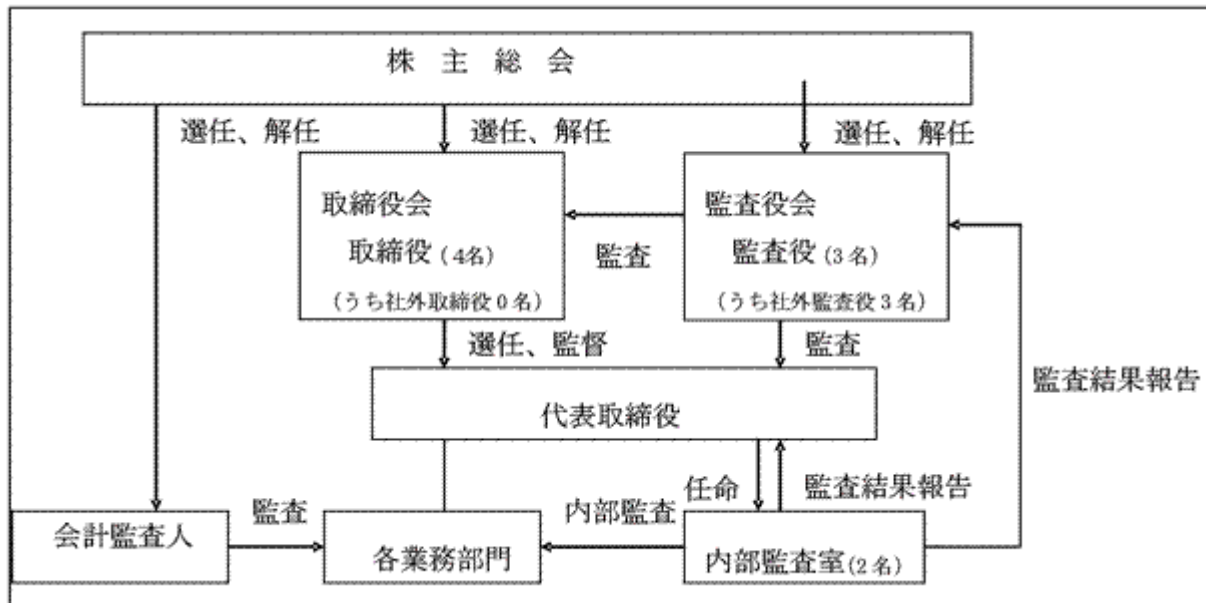 株 主 総 会
選任、解任
選任、解任
選任、解任
取締役会
取締役(4名)
(うち社外取締役0名)
監査
監査役会
監査役(3名)
(うち社外監査役3名)
選任、監督
監査
監査結果報告
代表取締役
任命
監査結果報告
会計監査人
監査
各業務部門
内部監査
内部監査室(2名)